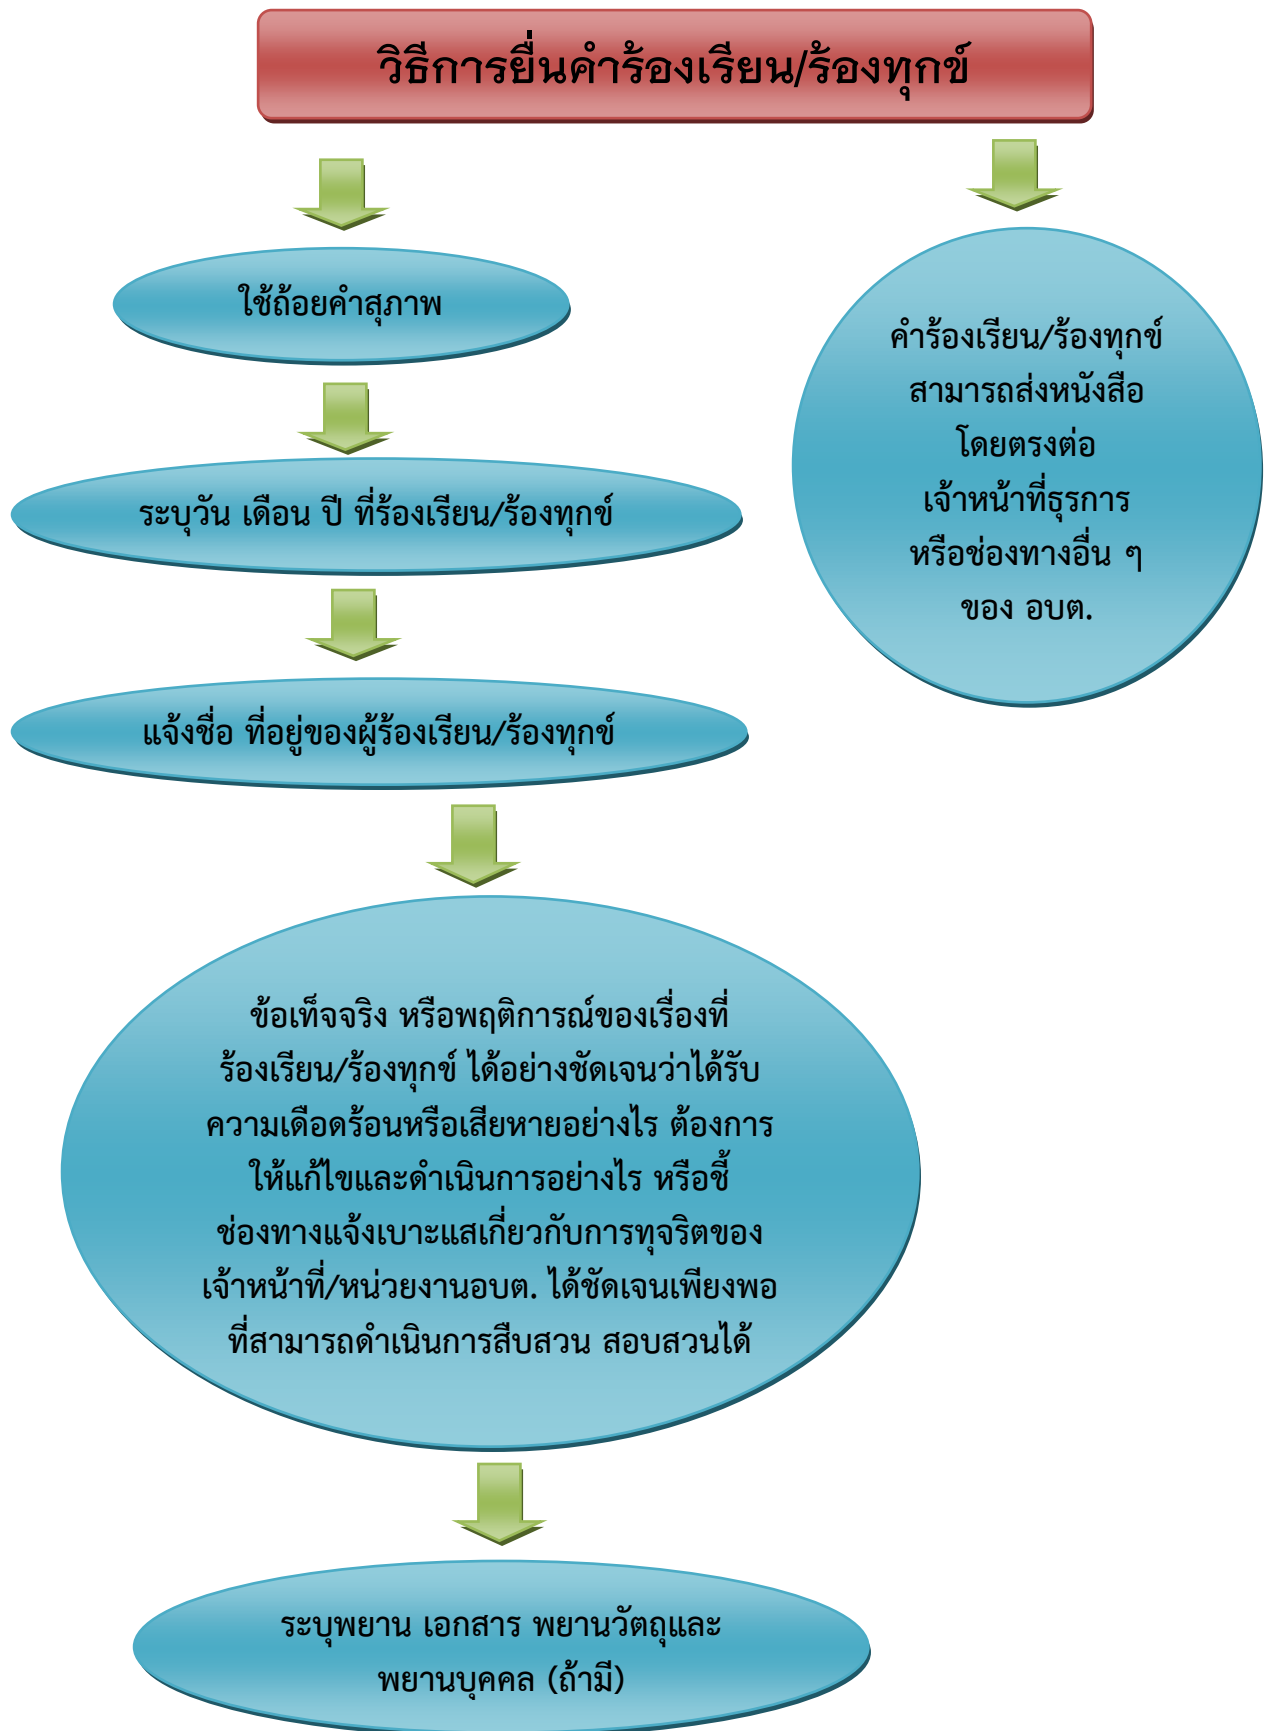 วิธีการยื่นคำร้องเรียน/ร้องทุกข์
ใช้ถ้อยคำสุภาพ
ระบุวัน เดือน ปี ที่ร้องเรียน/ร้องทุกข์
แจ้งชื่อ ที่อยู่ของผู้ร้องเรียน/ร้องทุกข์
ข้อเท็จจริง หรือพฤติการณ์ของเรื่องที่
ร้องเรียน/ร้องทุกข์ ได้อย่างชัดเจนว่าได้รับ
ความเดือดร้อนหรือเสียหายอย่างไร ต้องการ
ให้แก้ไขและดำเนินการอย่างไร หรือชี้
ช่องทางแจ้งเบาะแสเกี่ยวกับการทุจริตของ
เจ้าหน้าที่/หน่วยงานอบต. ได้ชัดเจนเพียงพอ
ที่สามารถดำเนินการสืบสวน สอบสวนได้
ระบุพยาน เอกสาร พยานวัตถุและ
พยานบุคคล (ถ้ามี)
คำร้องเรียน/ร้องทุกข์
สามารถส่งหนังสือ
โดยตรงต่อ
เจ้าหน้าที่ธุรการ
หรือช่องทางอื่น ๆ
ของ อบต.